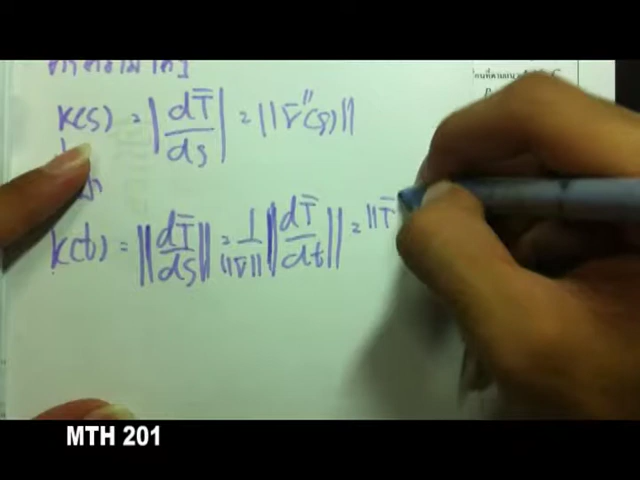 K(s) = |dT̄/ds| = ||r̄''(s)||
K(t) = ||dT̄/ds|| = 1/||v̄|| ||dT̄/dt|| = ||T̄
MTH 201